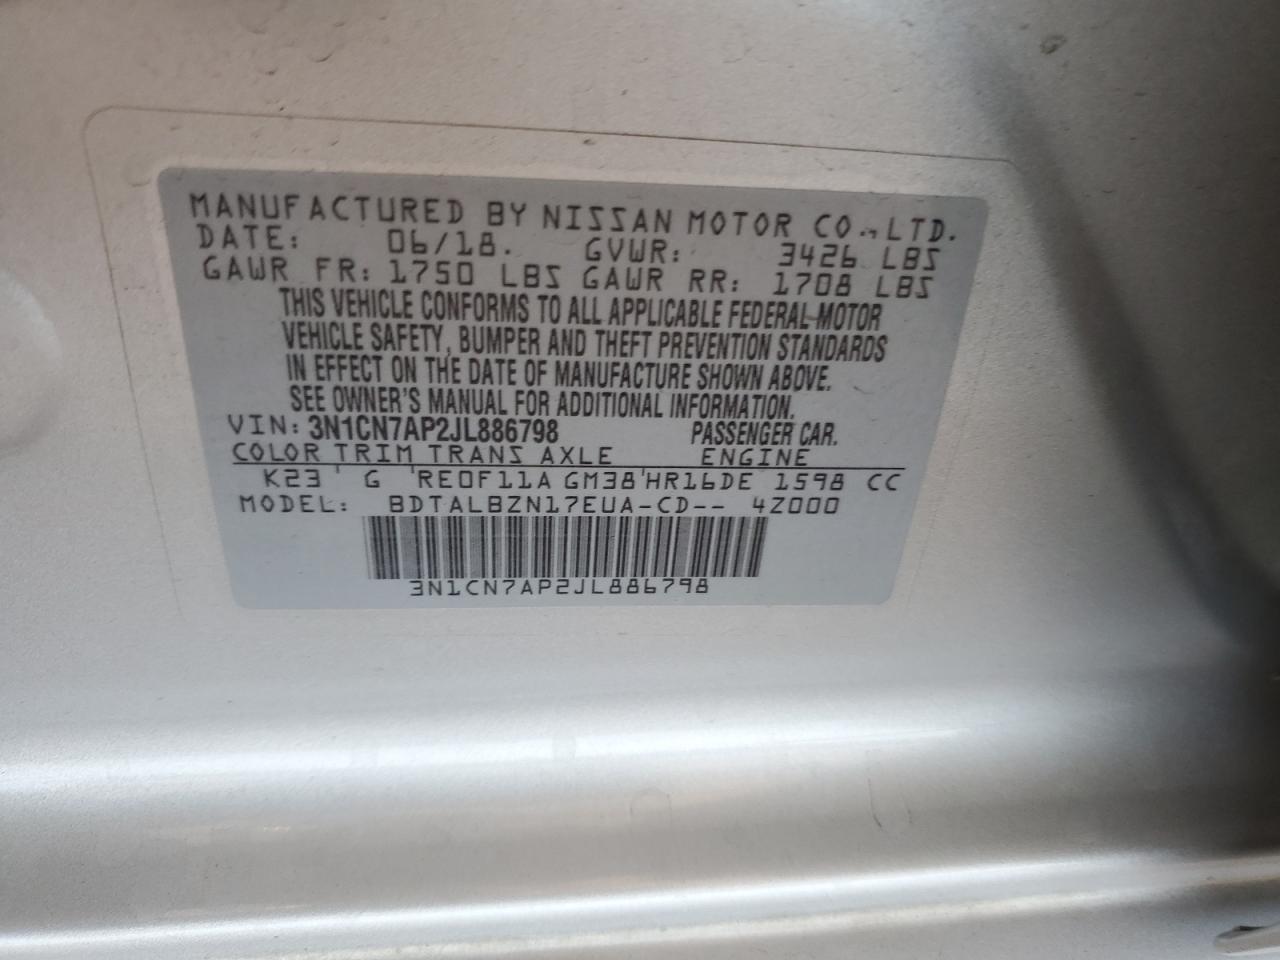 MANUFACTURED BY NISSAN MOTOR CO.,LTD.
DATE: 06/18. GVWR: 3426 LBS
GAWR FR: 1750 LBS GAWR RR: 1708 LBS
THIS VEHICLE CONFORMS TO ALL APPLICABLE FEDERAL MOTOR
VEHICLE SAFETY, BUMPER AND THEFT PREVENTION STANDARDS
IN EFFECT ON THE DATE OF MANUFACTURE SHOWN ABOVE.
SEE OWNER'S MANUAL FOR ADDITIONAL INFORMATION.
VIN: 3N1CN7AP2JL886798 PASSENGER CAR.
COLOR TRIM TRANS AXLE ENGINE
K23 G RE0F11A GM38 HR16DE 1598 CC
MODEL: BDTALBZN17EUA-CD-- 4Z000
3N1CN7AP2JL886798